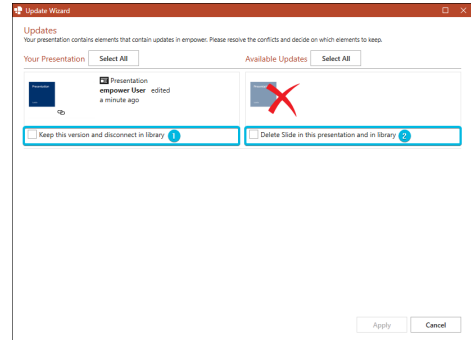 Update Wizard
Updates
Your presentation contains elements that contain updates in empower. Please resolve the conflicts and decide on which elements to keep.
Your Presentation Select All Available Updates Select All
Presentation
empower User edited
a minute ago
Presentation
Keep this version and disconnect in library 1 Delete Slide in this presentation and in library 2
Apply Cancel